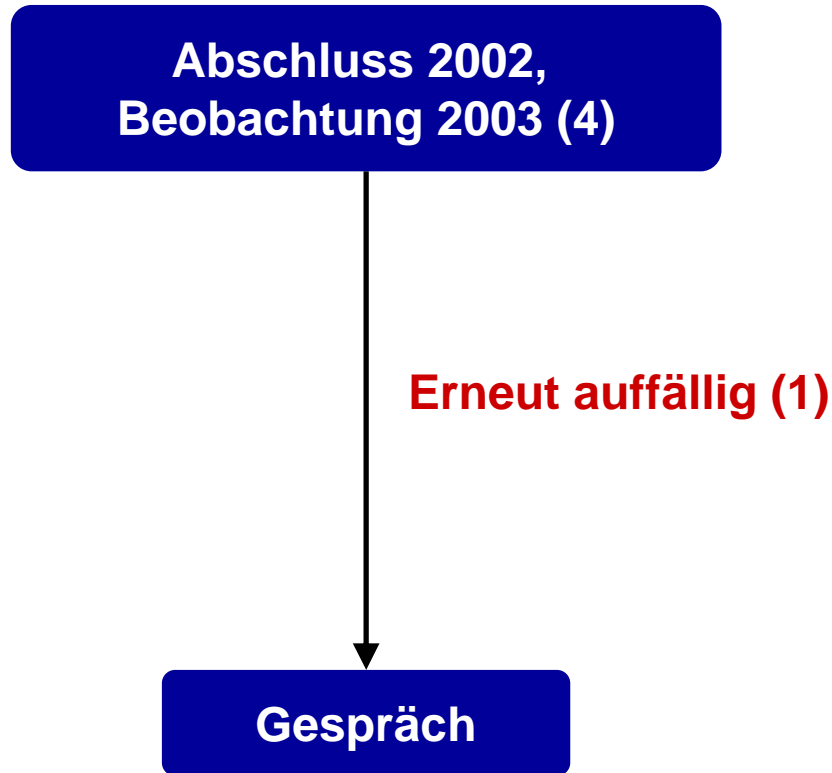 Abschluss 2002,
Beobachtung 2003 (4)
Erneut auffällig (1)
Gespräch